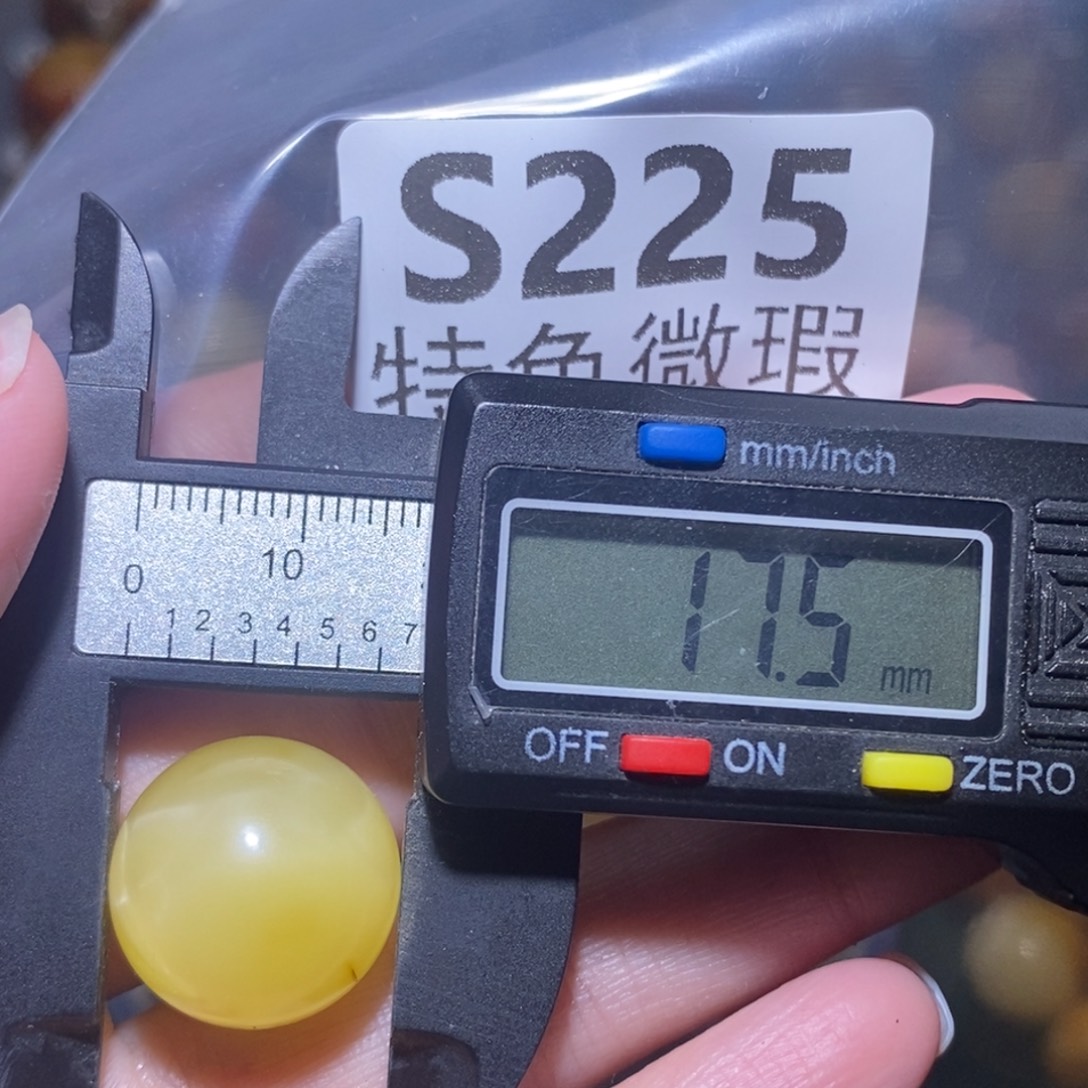 S225
特色微瑕
mm/inch
0 10
1 2 3 4 5 6 7
17.5 mm
OFF ON ZERO